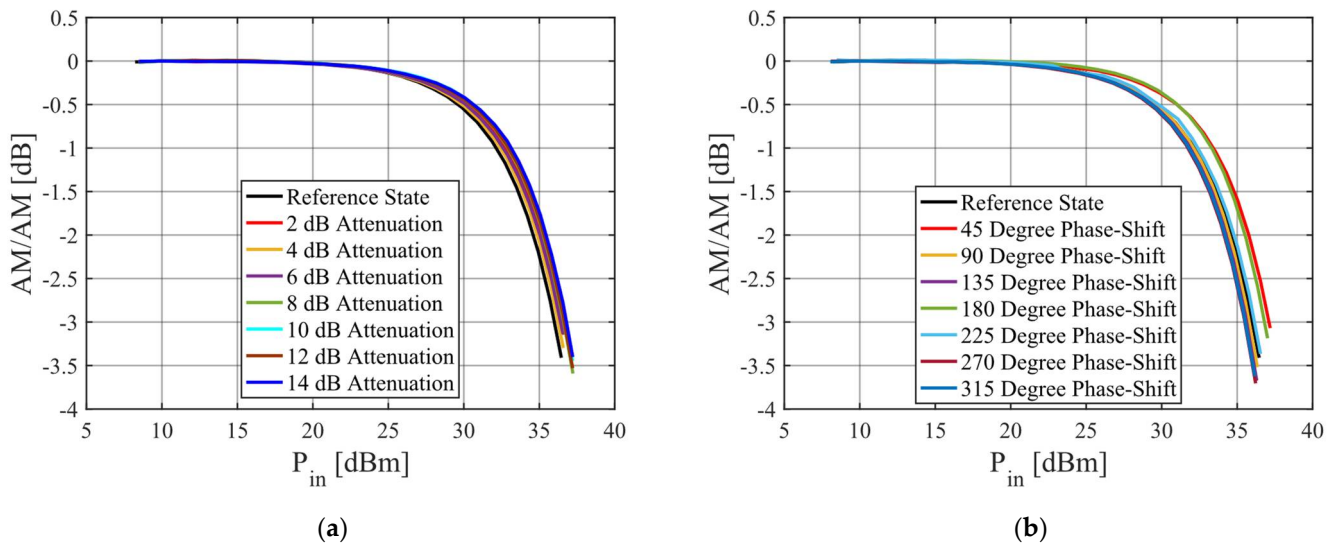 0.5
0
-0.5
-1
-1.5
-2
-2.5
-3
-3.5
-4
AM/AM [dB]
Reference State
2 dB Attenuation
4 dB Attenuation
6 dB Attenuation
8 dB Attenuation
10 dB Attenuation
12 dB Attenuation
14 dB Attenuation
5 10 15 20 25 30 35 40
Pin [dBm]
(a)
0.5
0
-0.5
-1
-1.5
-2
-2.5
-3
-3.5
-4
AM/AM [dB]
Reference State
45 Degree Phase-Shift
90 Degree Phase-Shift
135 Degree Phase-Shift
180 Degree Phase-Shift
225 Degree Phase-Shift
270 Degree Phase-Shift
315 Degree Phase-Shift
5 10 15 20 25 30 35 40
Pin [dBm]
(b)